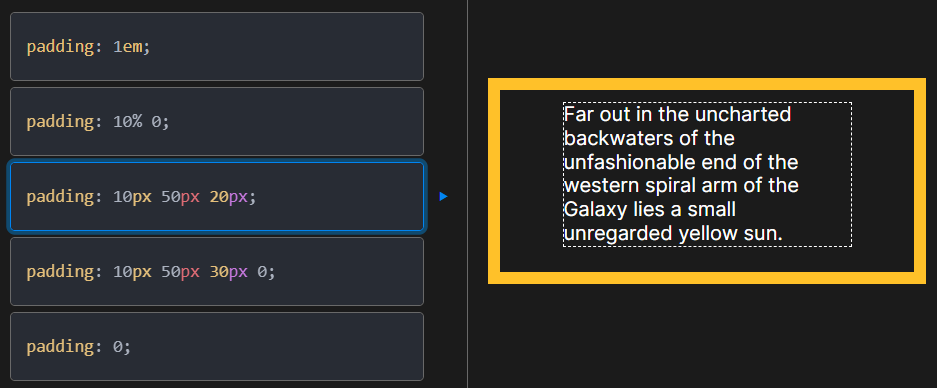 padding: 1em;
padding: 10% 0;
padding: 10px 50px 20px;
padding: 10px 50px 30px 0;
padding: 0;
Far out in the uncharted
backwaters of the
unfashionable end of the
western spiral arm of the
Galaxy lies a small
unregarded yellow sun.